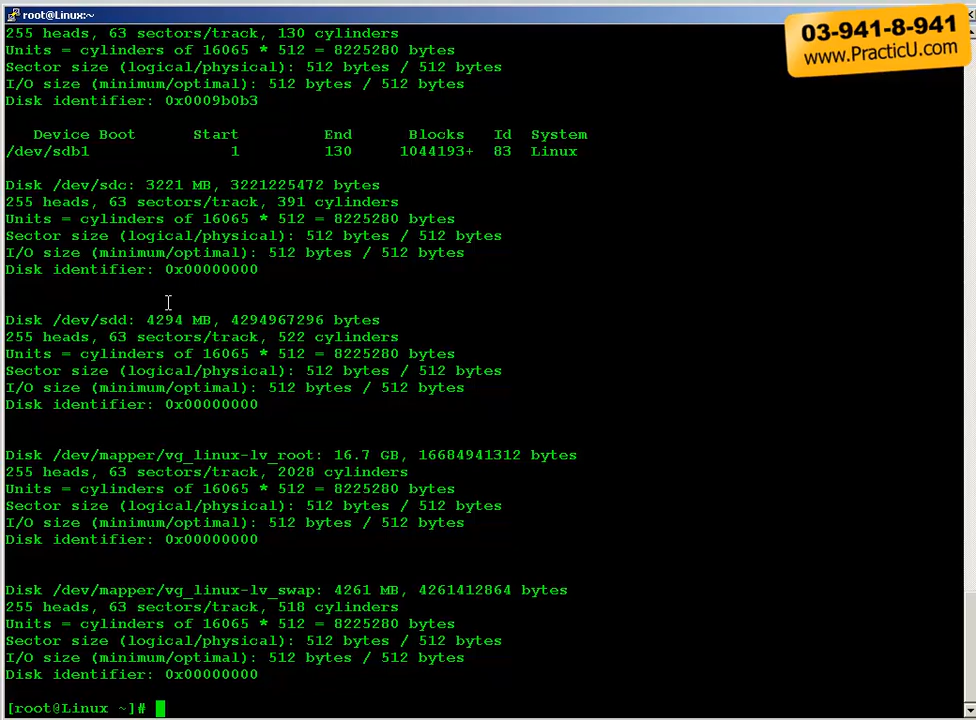 root@Linux:~
03-941-8-941
www.PracticU.com
255 heads, 63 sectors/track, 130 cylinders
Units = cylinders of 16065 * 512 = 8225280 bytes
Sector size (logical/physical): 512 bytes / 512 bytes
I/O size (minimum/optimal): 512 bytes / 512 bytes
Disk identifier: 0x0009b0b3
Device Boot Start End Blocks Id System
/dev/sdb1 1 130 1044193+ 83 Linux
Disk /dev/sdc: 3221 MB, 3221225472 bytes
255 heads, 63 sectors/track, 391 cylinders
Units = cylinders of 16065 * 512 = 8225280 bytes
Sector size (logical/physical): 512 bytes / 512 bytes
I/O size (minimum/optimal): 512 bytes / 512 bytes
Disk identifier: 0x00000000
Disk /dev/sdd: 4294 MB, 4294967296 bytes
255 heads, 63 sectors/track, 522 cylinders
Units = cylinders of 16065 * 512 = 8225280 bytes
Sector size (logical/physical): 512 bytes / 512 bytes
I/O size (minimum/optimal): 512 bytes / 512 bytes
Disk identifier: 0x00000000
Disk /dev/mapper/vg_linux-lv_root: 16.7 GB, 16684941312 bytes
255 heads, 63 sectors/track, 2028 cylinders
Units = cylinders of 16065 * 512 = 8225280 bytes
Sector size (logical/physical): 512 bytes / 512 bytes
I/O size (minimum/optimal): 512 bytes / 512 bytes
Disk identifier: 0x00000000
Disk /dev/mapper/vg_linux-lv_swap: 4261 MB, 4261412864 bytes
255 heads, 63 sectors/track, 518 cylinders
Units = cylinders of 16065 * 512 = 8225280 bytes
Sector size (logical/physical): 512 bytes / 512 bytes
I/O size (minimum/optimal): 512 bytes / 512 bytes
Disk identifier: 0x00000000
[root@Linux ~]#